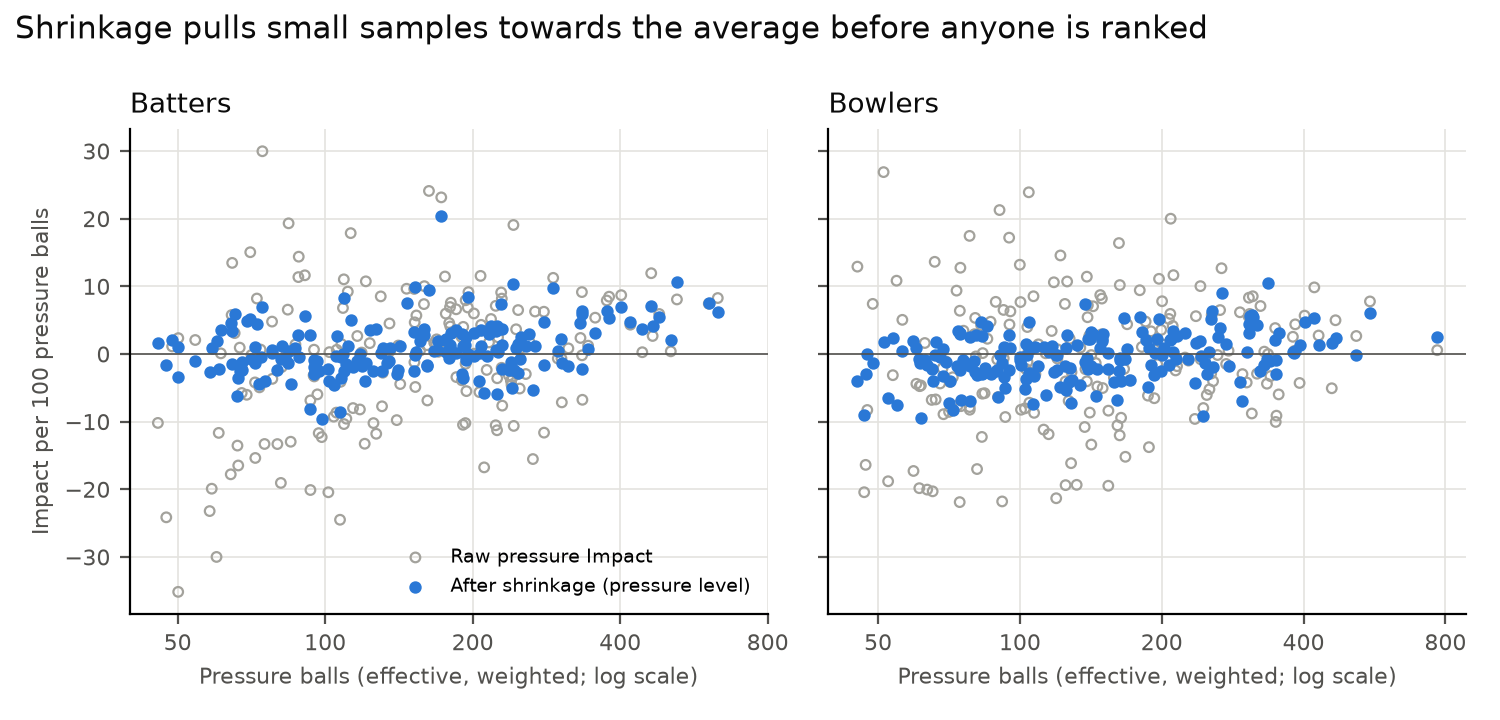 Shrinkage pulls small samples towards the average before anyone is ranked
Batters
Bowlers
Impact per 100 pressure balls
30
20
10
0
−10
−20
−30
Raw pressure Impact
After shrinkage (pressure level)
50
100
200
400
800
50
100
200
400
800
Pressure balls (effective, weighted; log scale)
Pressure balls (effective, weighted; log scale)